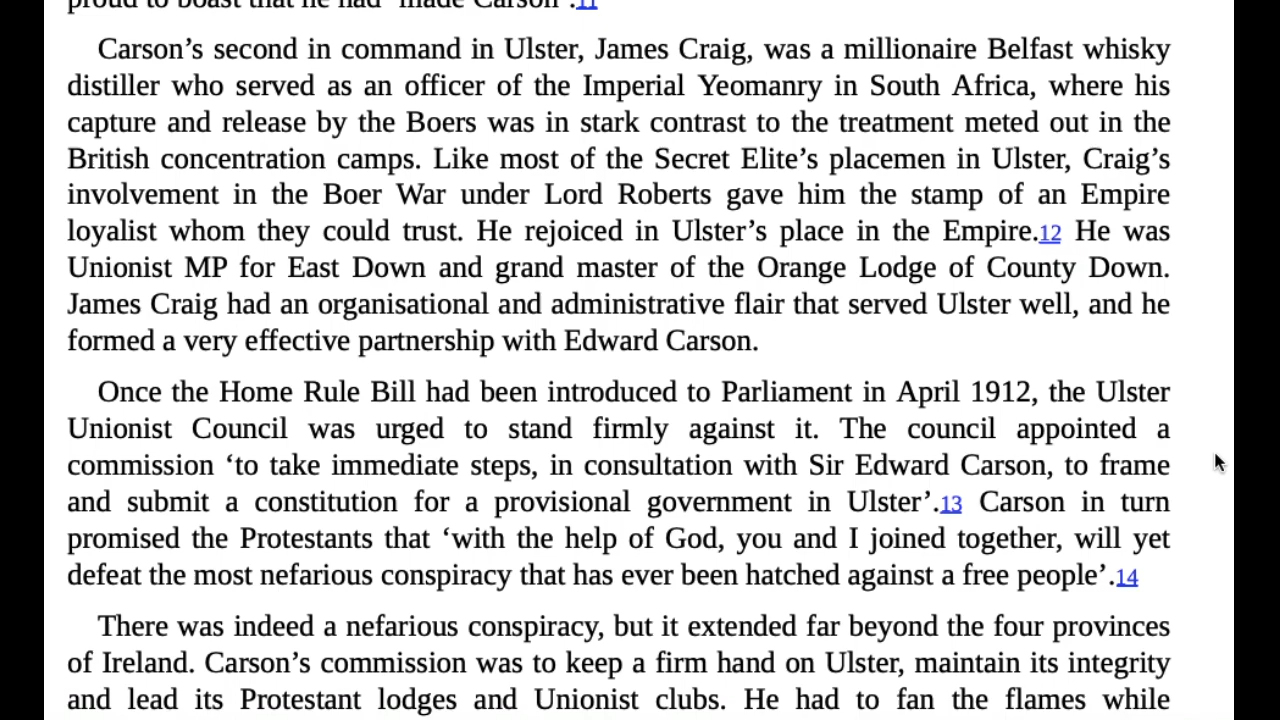 proud to boast that he had ‘made Carson’.11
Carson’s second in command in Ulster, James Craig, was a millionaire Belfast whisky
distiller who served as an officer of the Imperial Yeomanry in South Africa, where his
capture and release by the Boers was in stark contrast to the treatment meted out in the
British concentration camps. Like most of the Secret Elite’s placemen in Ulster, Craig’s
involvement in the Boer War under Lord Roberts gave him the stamp of an Empire
loyalist whom they could trust. He rejoiced in Ulster’s place in the Empire.12 He was
Unionist MP for East Down and grand master of the Orange Lodge of County Down.
James Craig had an organisational and administrative flair that served Ulster well, and he
formed a very effective partnership with Edward Carson.
Once the Home Rule Bill had been introduced to Parliament in April 1912, the Ulster
Unionist Council was urged to stand firmly against it. The council appointed a
commission ‘to take immediate steps, in consultation with Sir Edward Carson, to frame
and submit a constitution for a provisional government in Ulster’.13 Carson in turn
promised the Protestants that ‘with the help of God, you and I joined together, will yet
defeat the most nefarious conspiracy that has ever been hatched against a free people’.14
There was indeed a nefarious conspiracy, but it extended far beyond the four provinces
of Ireland. Carson’s commission was to keep a firm hand on Ulster, maintain its integrity
and lead its Protestant lodges and Unionist clubs. He had to fan the flames while